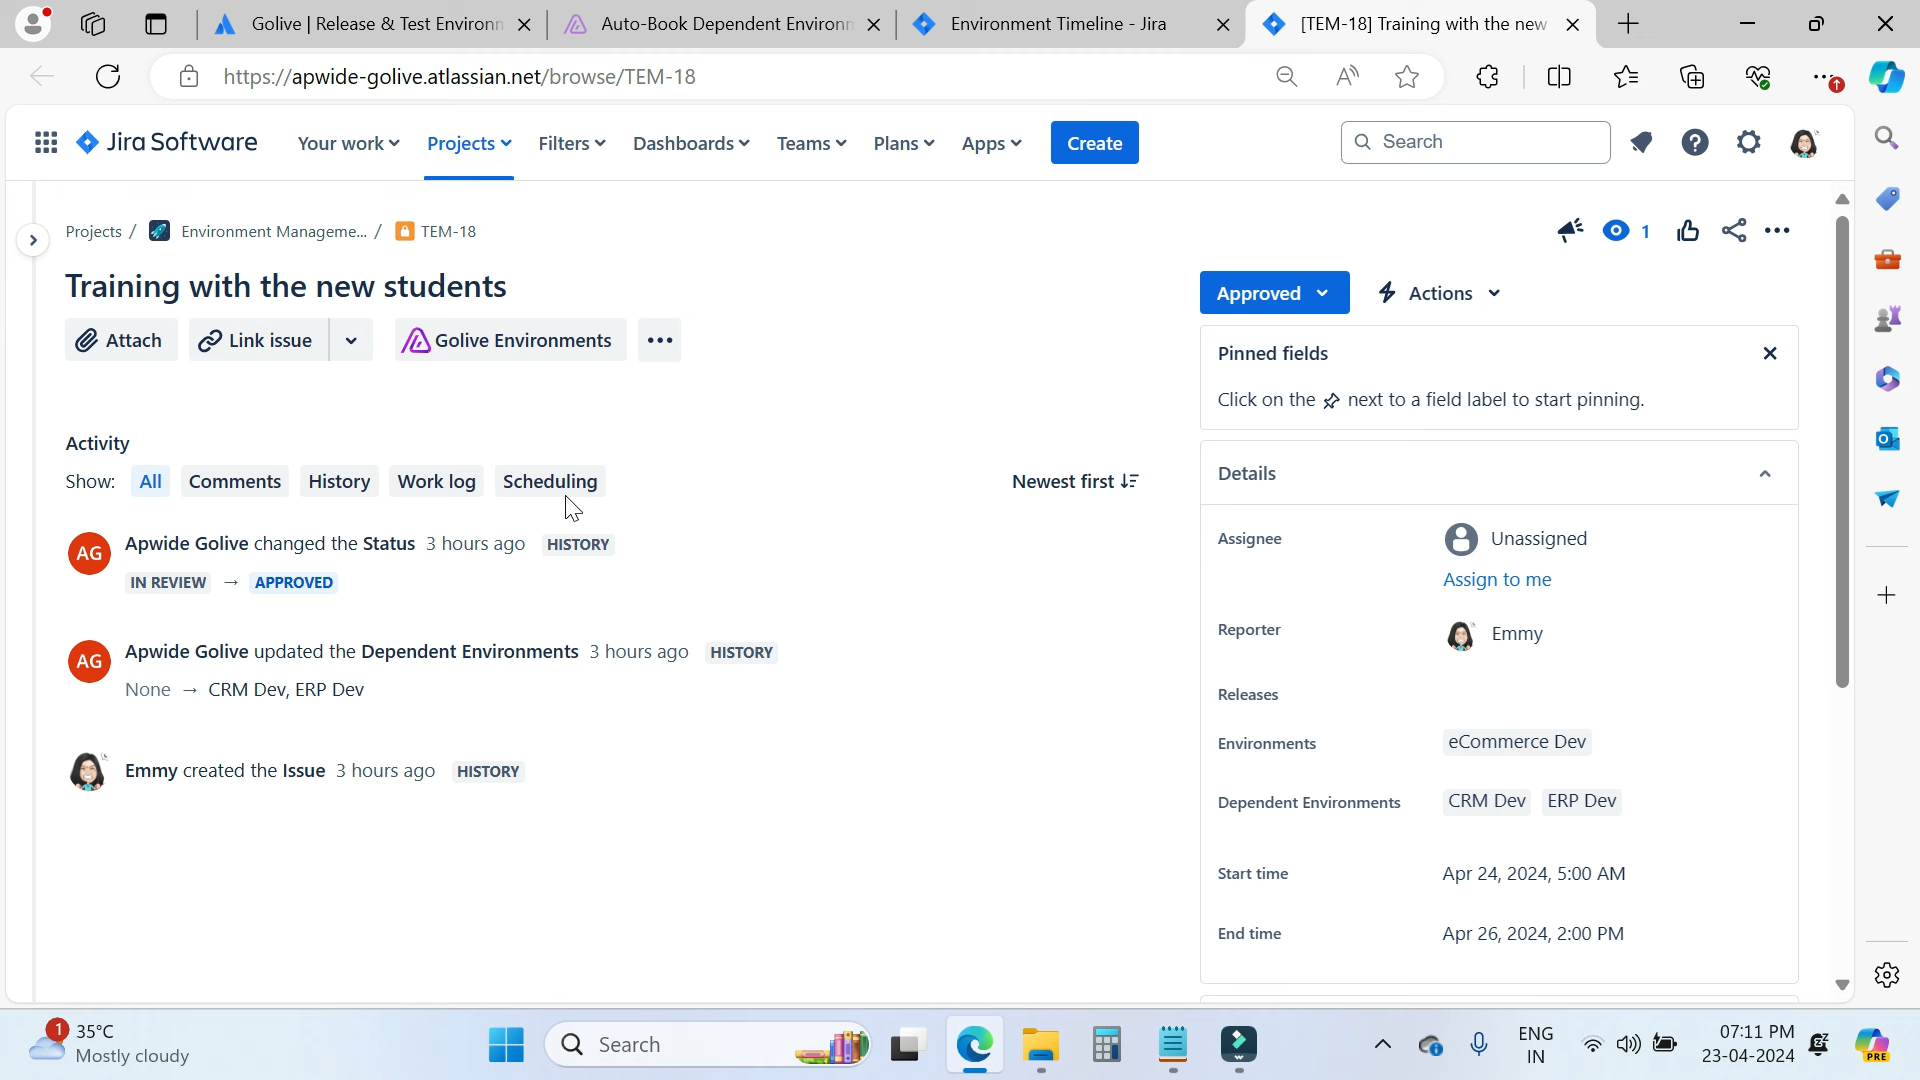 Golive | Release & Test Environn
Auto-Book Dependent Environn
Environment Timeline - Jira
[TEM-18] Training with the new
https://apwide-golive.atlassian.net/browse/TEM-18
Jira Software
Your work
Projects
Filters
Dashboards
Teams
Plans
Apps
Create
Search
Projects / Environment Manageme... / TEM-18
1
Training with the new students
Attach
Link issue
Golive Environments
Activity
Show: All Comments History Work log Scheduling
Newest first
AG
Apwide Golive changed the Status 3 hours ago HISTORY
IN REVIEW → APPROVED
AG
Apwide Golive updated the Dependent Environments 3 hours ago HISTORY
None → CRM Dev, ERP Dev
Emmy created the Issue 3 hours ago HISTORY
Approved
Actions
Pinned fields
Click on the next to a field label to start pinning.
Details
Assignee Unassigned
Assign to me
Reporter Emmy
Releases
Environments eCommerce Dev
Dependent Environments CRM Dev ERP Dev
Start time Apr 24, 2024, 5:00 AM
End time Apr 26, 2024, 2:00 PM
1
35°C
Mostly cloudy
Search
ENG
IN
07:11 PM
23-04-2024
PRE